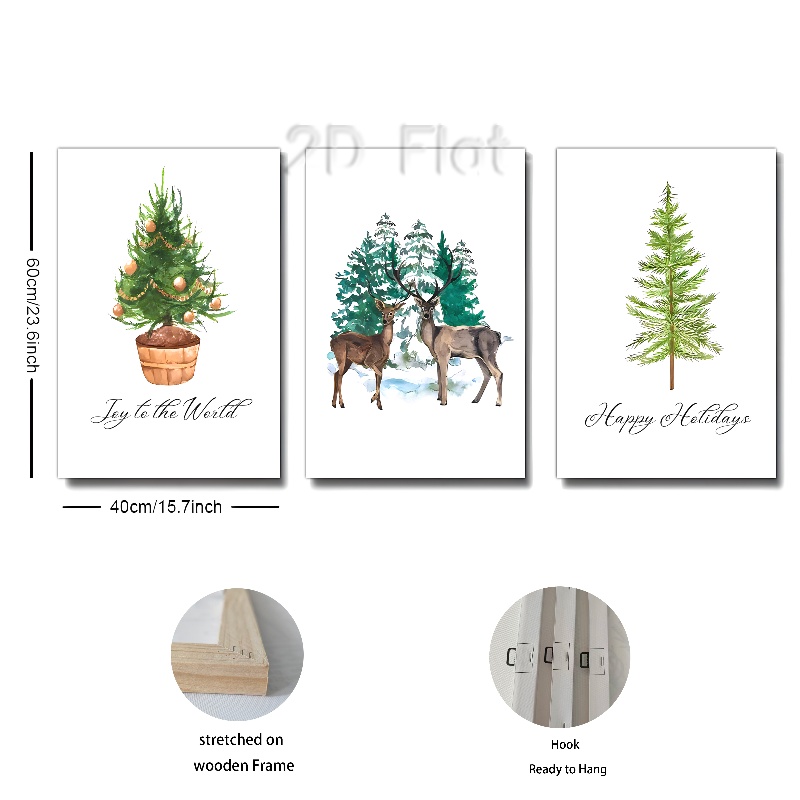 2D Flat
60cm/23.6inch
Joy to the World
Happy Holidays
40cm/15.7inch
stretched on
wooden Frame
Hook
Ready to Hang